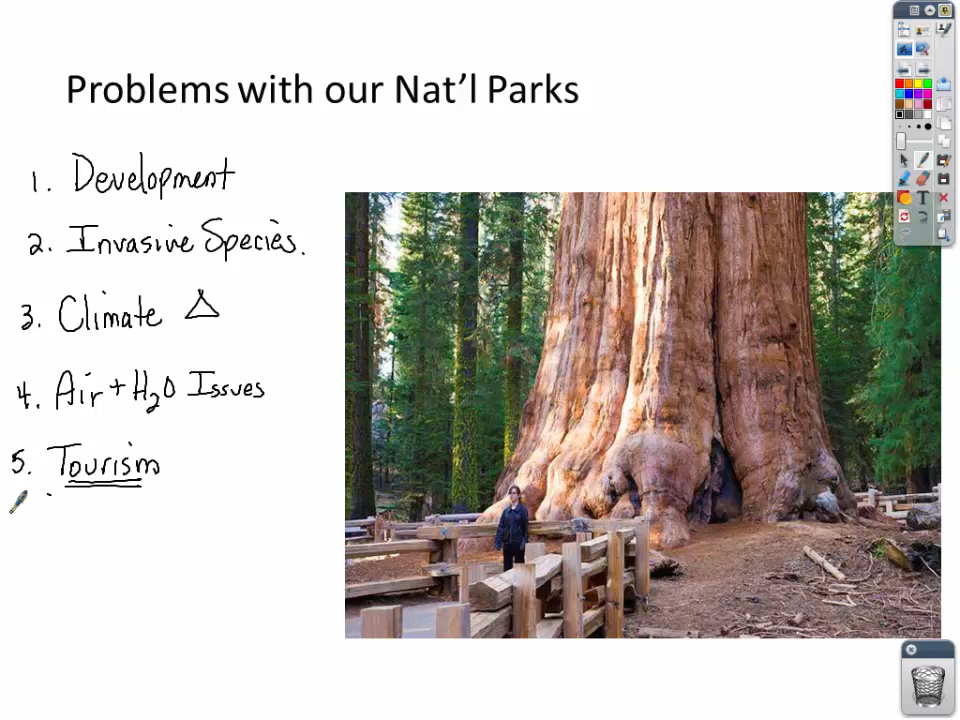 Problems with our Nat'l Parks
1. Development
2. Invasive Species.
3. Climate Δ
4. Air + H₂O Issues
5. Tourism
T